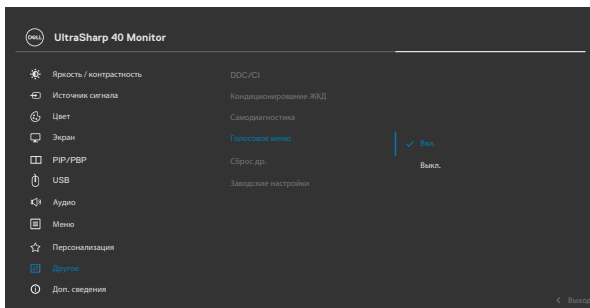 DELL UltraSharp 40 Monitor
Яркость / контрастность DDC/CI
Источник сигнала Кондиционирование ЖКД
Цвет Самодиагностика
Экран Голосовое меню Вкл.
PIP/PBP Сброс др. Выкл.
USB Заводские настройки
Аудио
Меню
Персонализация
Другое
Доп. сведения
Выход